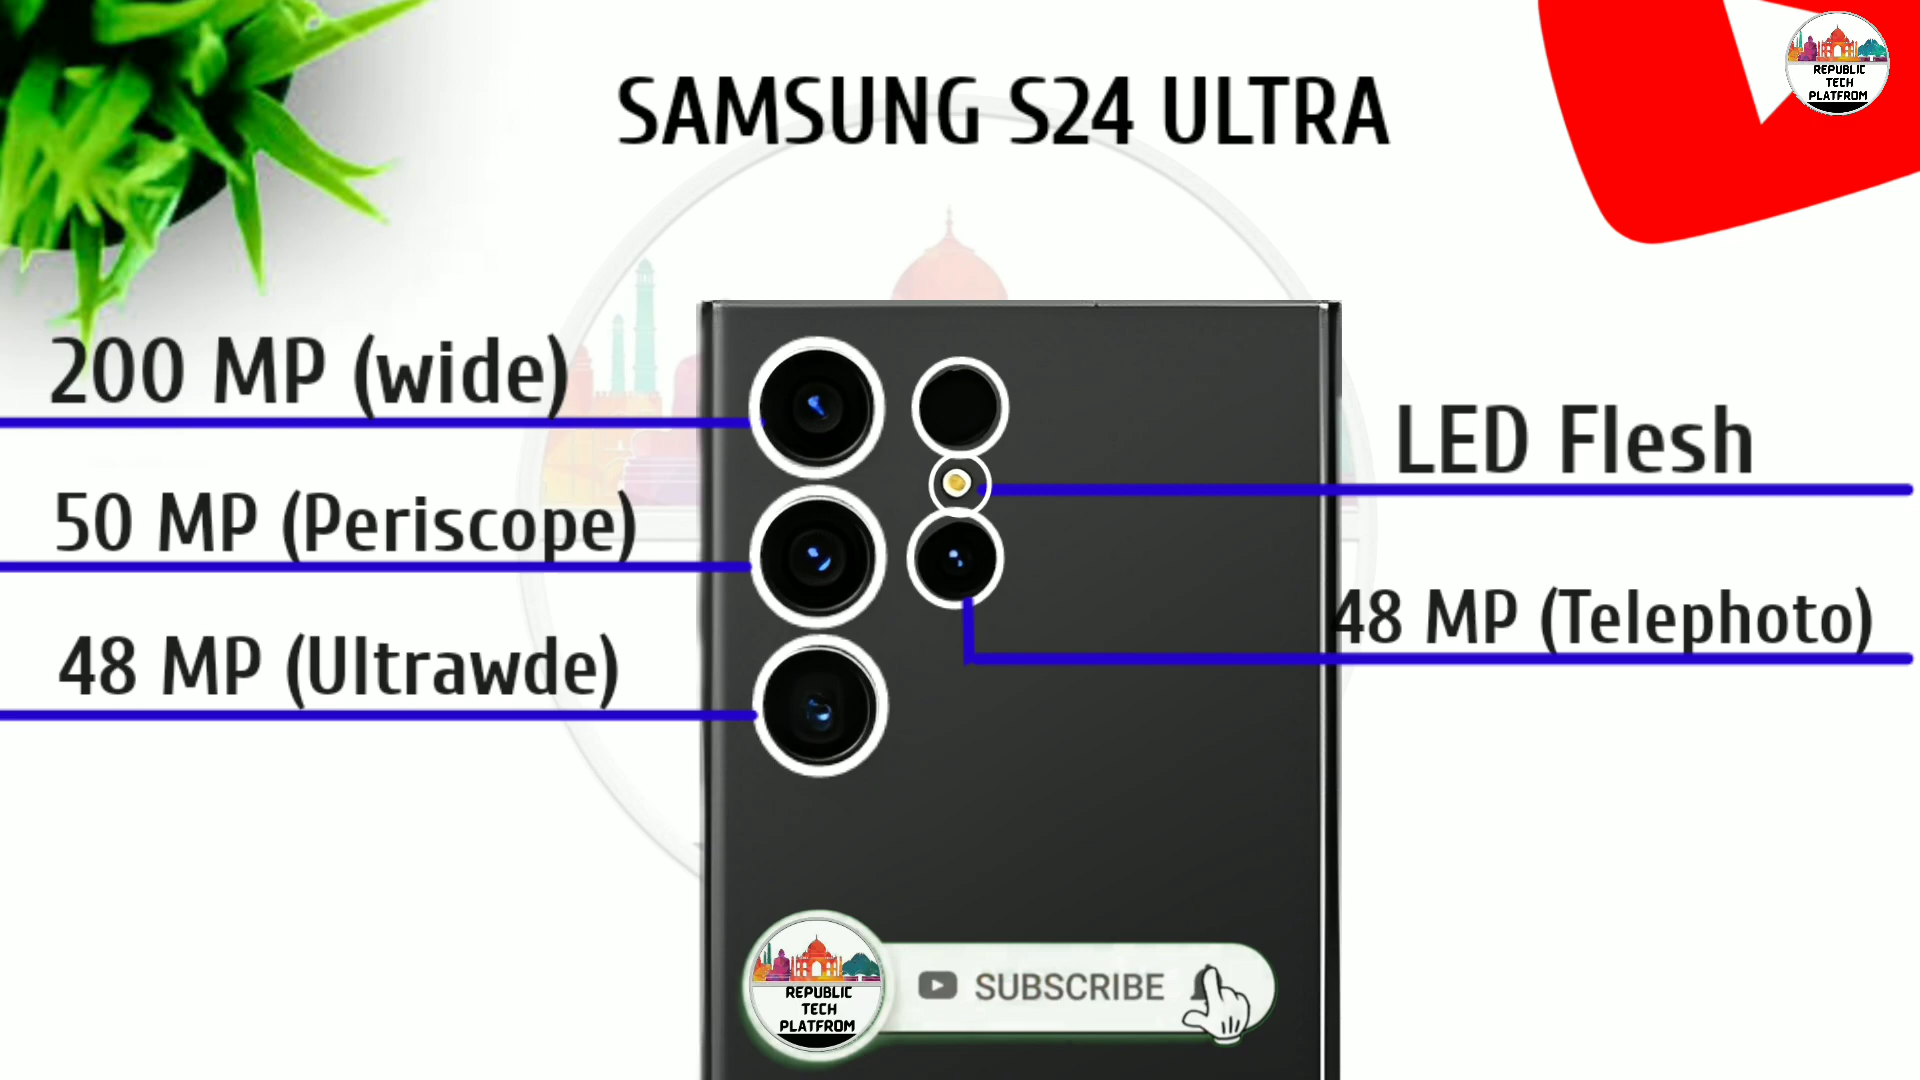 SAMSUNG S24 ULTRA
REPUBLIC
TECH
PLATFROM
200 MP (wide)
50 MP (Periscope)
48 MP (Ultrawde)
LED Flesh
48 MP (Telephoto)
REPUBLIC
TECH
PLATFROM
SUBSCRIBE